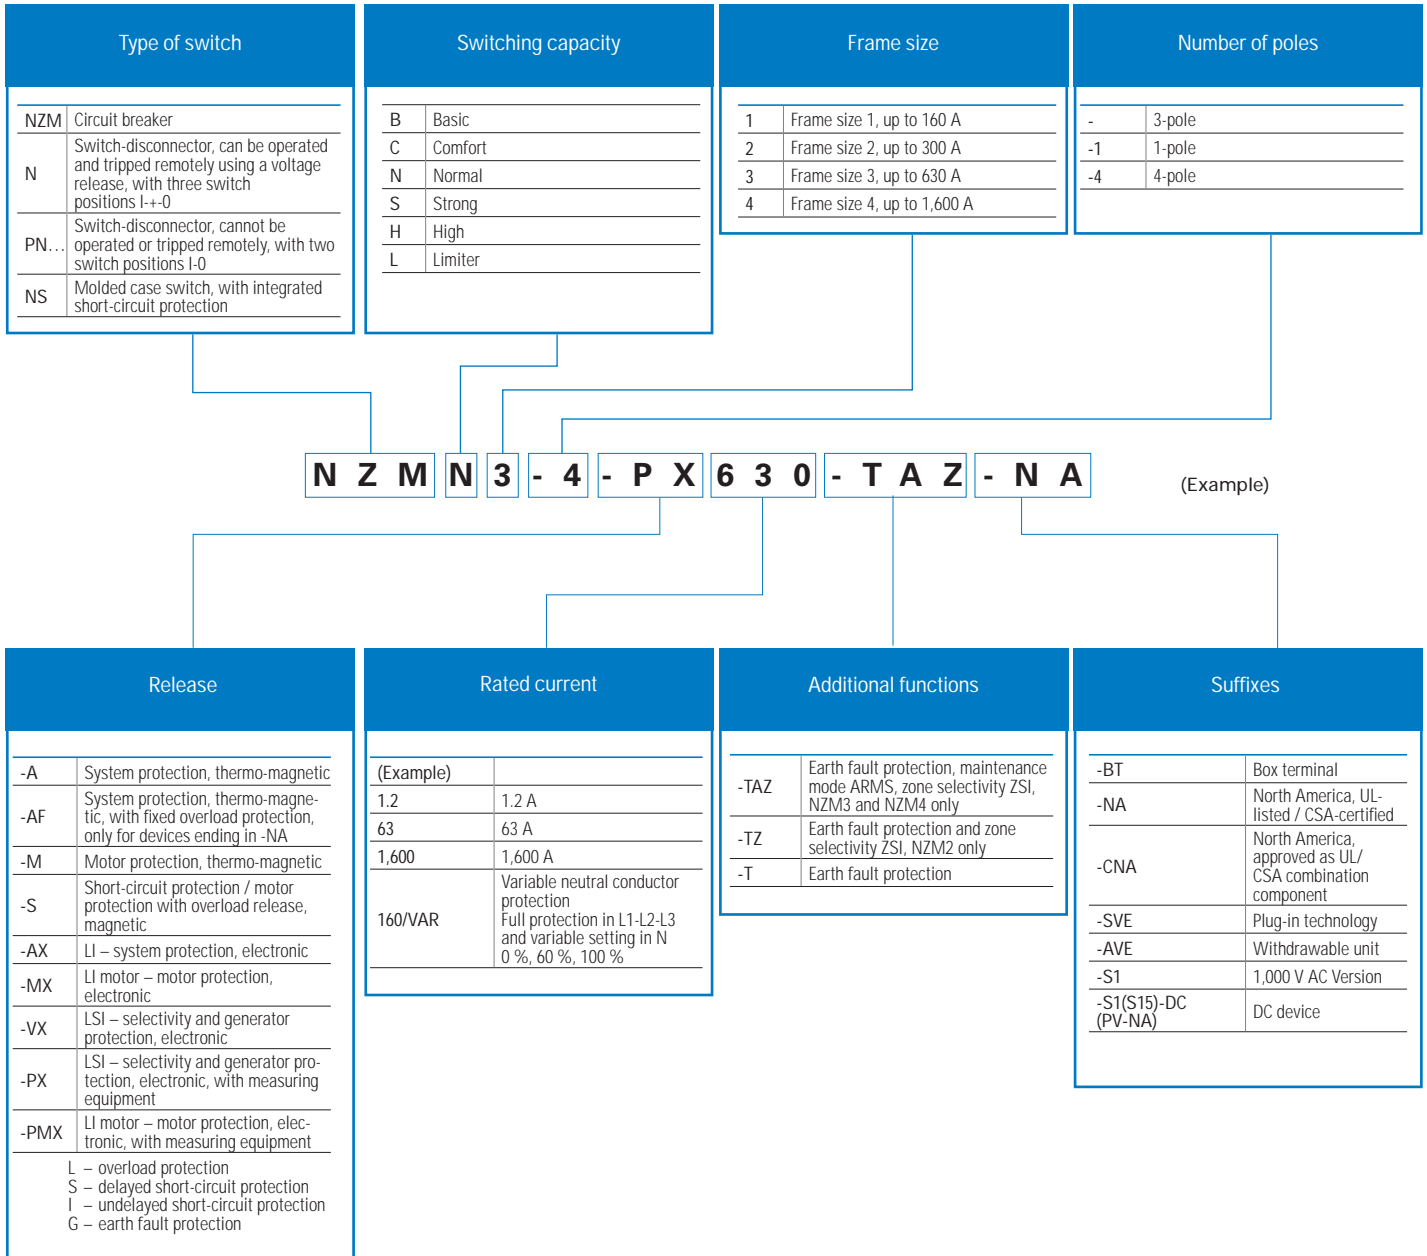 Type of switch
NZM Circuit breaker
N Switch-disconnector, can be operated
and tripped remotely using a voltage
release, with three switch
positions I-+-0
PN… Switch-disconnector, cannot be
operated or tripped remotely, with two
switch positions I-0
NS Molded case switch, with integrated
short-circuit protection
Switching capacity
B Basic
C Comfort
N Normal
S Strong
H High
L Limiter
Frame size
1 Frame size 1, up to 160 A
2 Frame size 2, up to 300 A
3 Frame size 3, up to 630 A
4 Frame size 4, up to 1,600 A
Number of poles
- 3-pole
-1 1-pole
-4 4-pole
NZM N 3 -4 -PX 630 -TAZ -NA (Example)
Release
-A System protection, thermo-magnetic
-AF System protection, thermo-magne-
tic, with fixed overload protection,
only for devices ending in -NA
-M Motor protection, thermo-magnetic
-S Short-circuit protection / motor
protection with overload release,
magnetic
-AX LI – system protection, electronic
-MX LI motor – motor protection,
electronic
-VX LSI – selectivity and generator
protection, electronic
-PX LSI – selectivity and generator pro-
tection, electronic, with measuring
equipment
-PMX LI motor – motor protection, elec-
tronic, with measuring equipment
L – overload protection
S – delayed short-circuit protection
I – undelayed short-circuit protection
G – earth fault protection
Rated current
(Example)
1.2 1.2 A
63 63 A
1,600 1,600 A
160/VAR Variable neutral conductor
protection
Full protection in L1-L2-L3
and variable setting in N
0 %, 60 %, 100 %
Additional functions
-TAZ Earth fault protection, maintenance
mode ARMS, zone selectivity ZSI,
NZM3 and NZM4 only
-TZ Earth fault protection and zone
selectivity ZSI, NZM2 only
-T Earth fault protection
Suffixes
-BT Box terminal
-NA North America, UL-
listed / CSA-certified
-CNA North America,
approved as UL/
CSA combination
component
-SVE Plug-in technology
-AVE Withdrawable unit
-S1 1,000 V AC Version
-S1(S15)-DC
(PV-NA) DC device